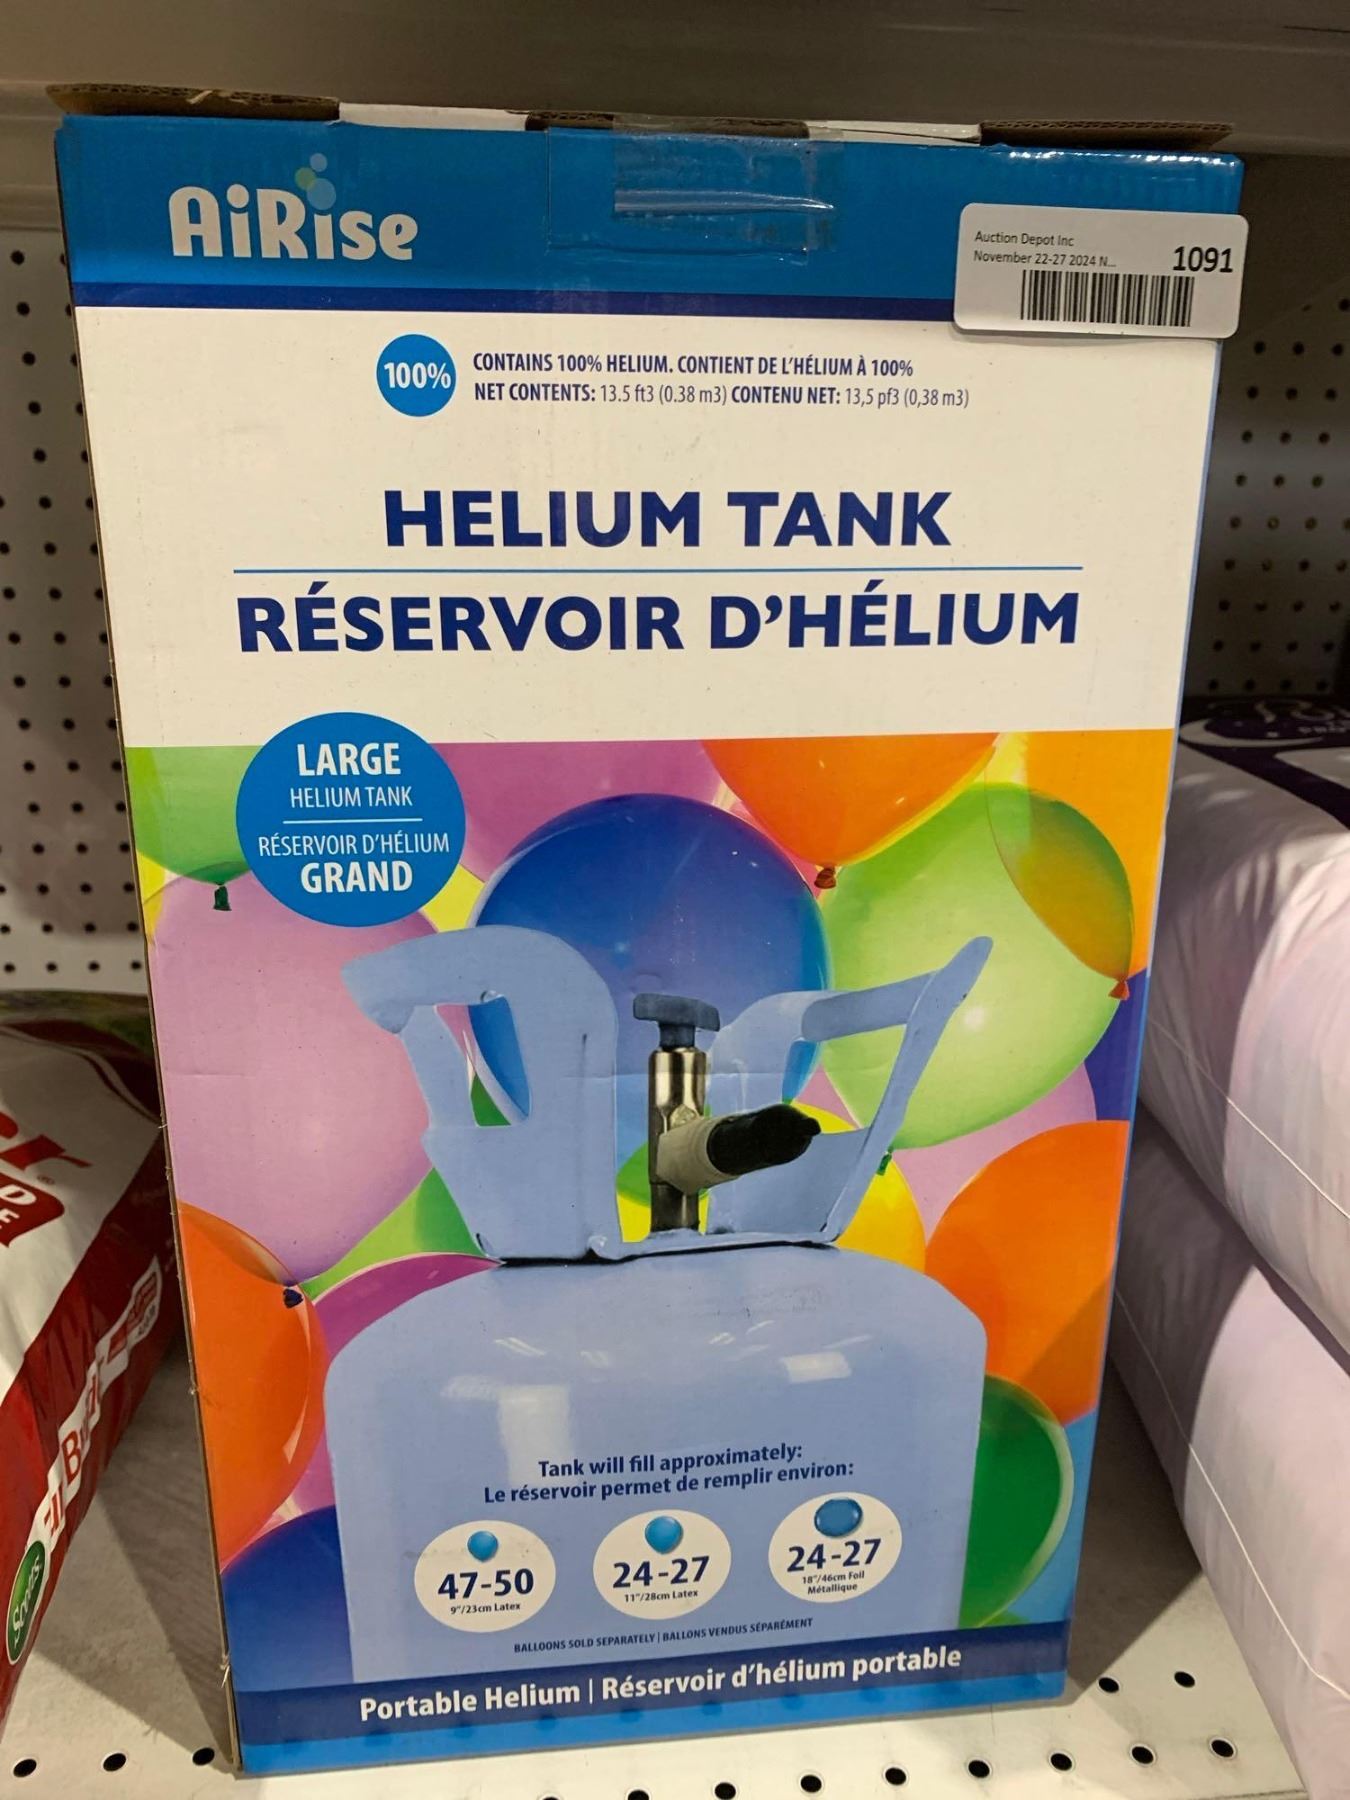 AiRise
Auction Depot Inc
November 22-27 2024 N...
1091
100%
CONTAINS 100% HELIUM. CONTIENT DE L'HÉLIUM À 100%
NET CONTENTS: 13.5 ft3 (0.38 m3) CONTENU NET: 13,5 pf3 (0,38 m3)
HELIUM TANK
RÉSERVOIR D'HÉLIUM
LARGE
HELIUM TANK
RÉSERVOIR D'HÉLIUM
GRAND
Tank will fill approximately:
Le réservoir permet de remplir environ:
47-50
9"/23cm Latex
24-27
11"/28cm Latex
24-27
18"/46cm Foil
Métallique
BALLOONS SOLD SEPARATELY | BALLONS VENDUS SÉPARÉMENT
Portable Helium | Réservoir d'hélium portable
Scotts